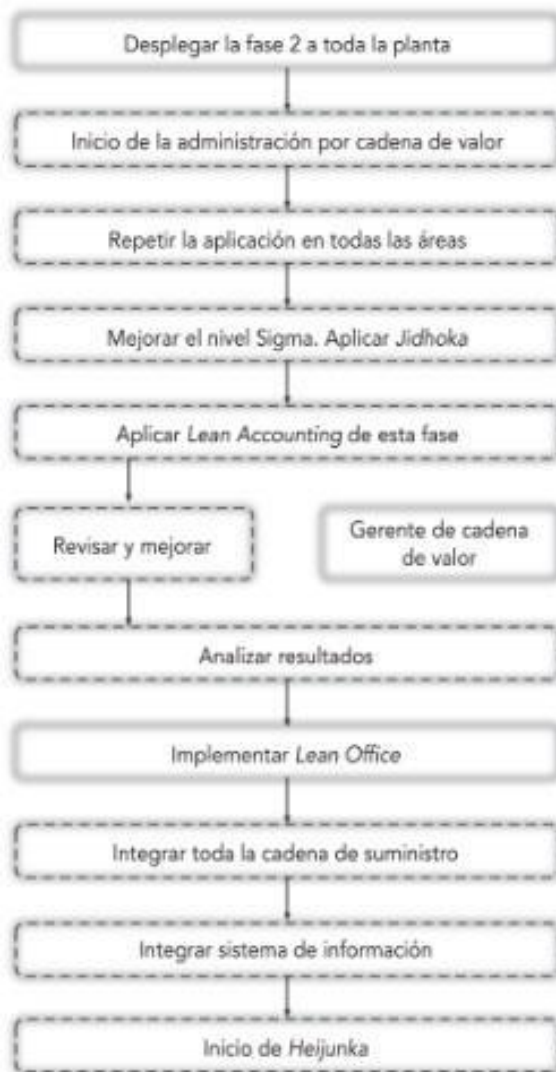 Desplegar la fase 2 a toda la planta
Inicio de la administración por cadena de valor
Repetir la aplicación en todas las áreas
Mejorar el nivel Sigma. Aplicar Jidhoka
Aplicar Lean Accounting de esta fase
Revisar y mejorar
Gerente de cadena
de valor
Analizar resultados
Implementar Lean Office
Integrar toda la cadena de suministro
Integrar sistema de información
Inicio de Heijunka